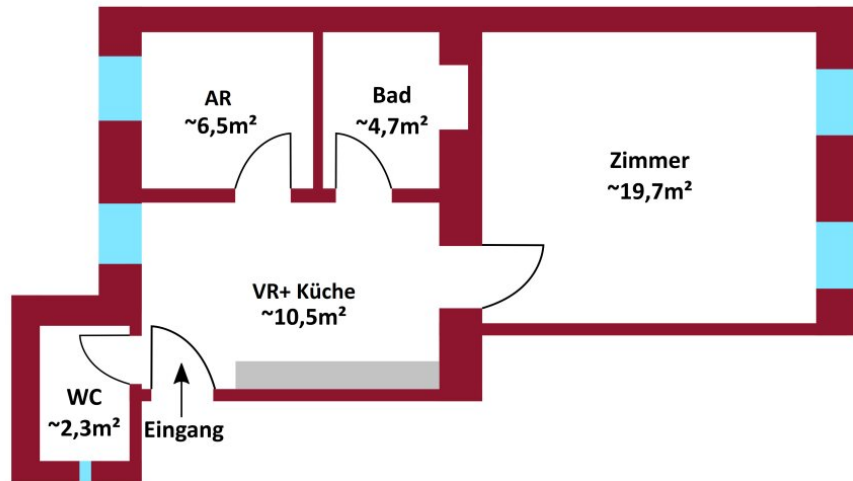 AR
~6,5m²
Bad
~4,7m²
Zimmer
~19,7m²
VR+ Küche
~10,5m²
WC
~2,3m²
Eingang